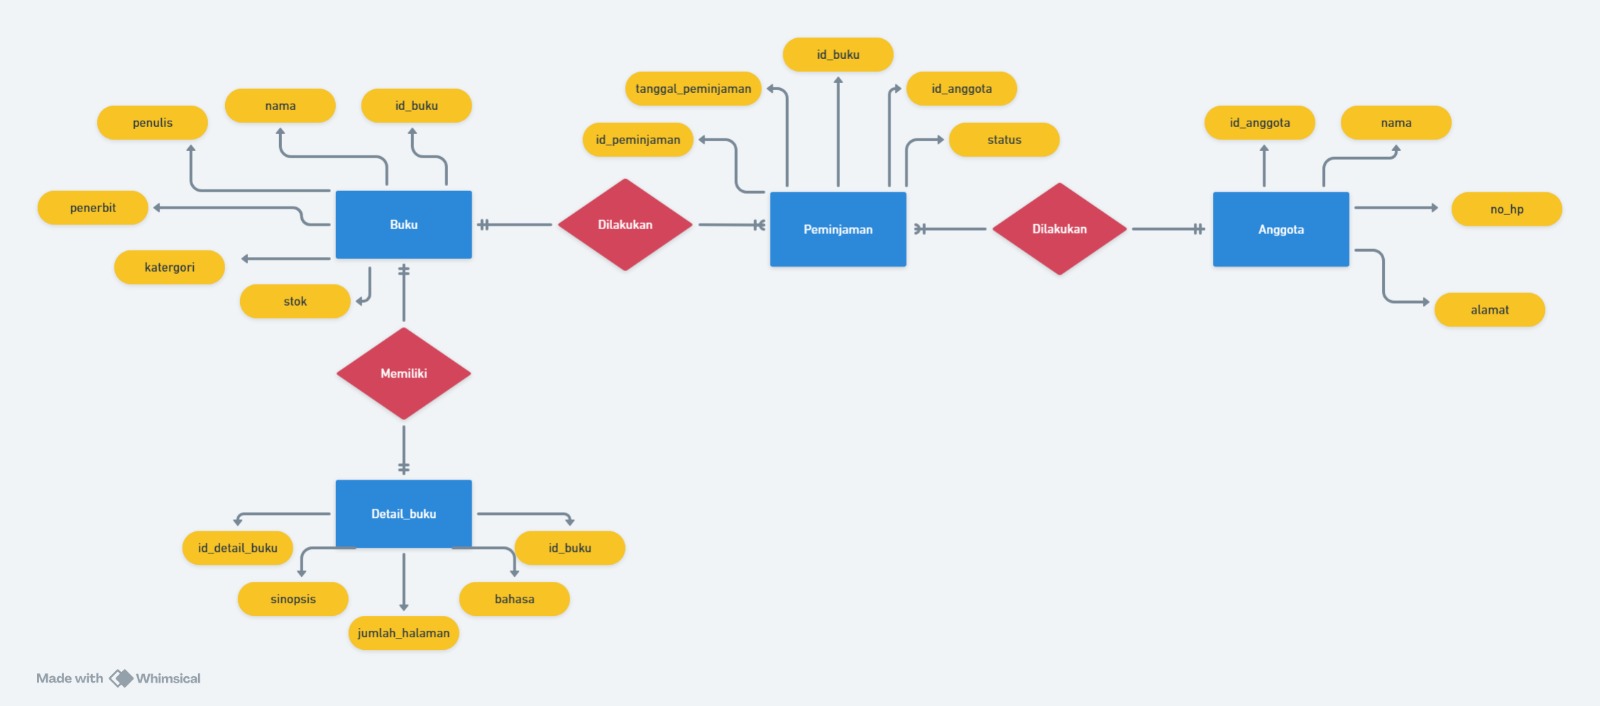 id_buku
tanggal_peminjaman
id_anggota
nama
id_buku
penulis
id_anggota
nama
id_peminjaman
status
penerbit
no_hp
Buku
Dilakukan
Peminjaman
Dilakukan
Anggota
katergori
stok
alamat
Memiliki
Detail_buku
id_detail_buku
id_buku
sinopsis
bahasa
jumlah_halaman
Made with Whimsical